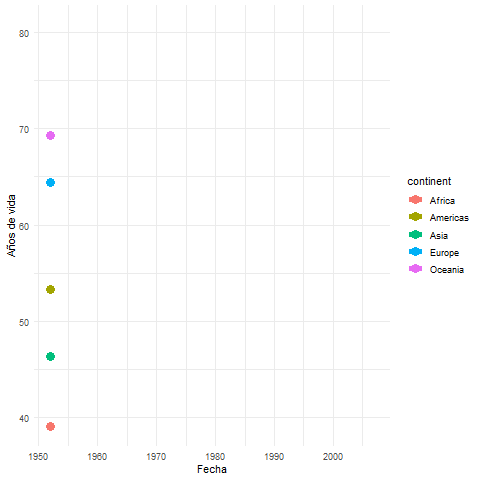 80
70
60
50
40
Años de vida
1950 1960 1970 1980 1990 2000
Fecha
continent
Africa
Americas
Asia
Europe
Oceania